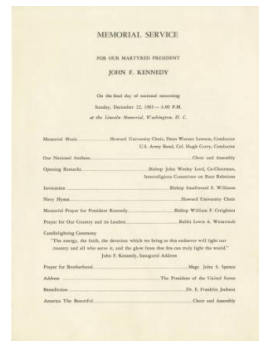 MEMORIAL SERVICE
FOR OUR MARTYRED PRESIDENT
JOHN F. KENNEDY
On the final day of national mourning
Sunday, December 22, 1963—5:00 P.M.
at the Lincoln Memorial, Washington, D. C.
Memorial Music Howard University Choir, Dean Warner Lawson, Conductor
U.S. Army Band, Col. Hugh Curry, Conductor
Our National Anthem Choir and Assembly
Opening Remarks Bishop John Wesley Lord, Co-Chairman,
Interreligious Committee on Race Relations
Invocation Bishop Smallwood E. Williams
Navy Hymn Howard University Choir
Memorial Prayer for President Kennedy Bishop William F. Creighton
Prayer for Our Country and its Leaders Rabbi Lewis A. Weintraub
Candlelighting Ceremony
"The energy, the faith, the devotion which we bring to this endeavor will light our
country and all who serve it, and the glow from that fire can truly light the world."
John F. Kennedy, Inaugural Address
Prayer for Brotherhood Msgr. John S. Spence
Address The President of the United States
Benediction Dr. E. Franklin Jackson
America The Beautiful Choir and Assembly